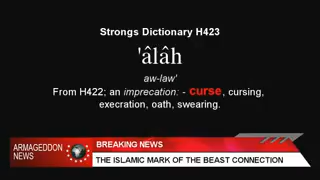 Strongs Dictionary H423
'âlâh
aw-law'
From H422; an imprecation: - curse, cursing,
execration, oath, swearing.
ARMAGEDDON
NEWS
BREAKING NEWS
THE ISLAMIC MARK OF THE BEAST CONNECTION